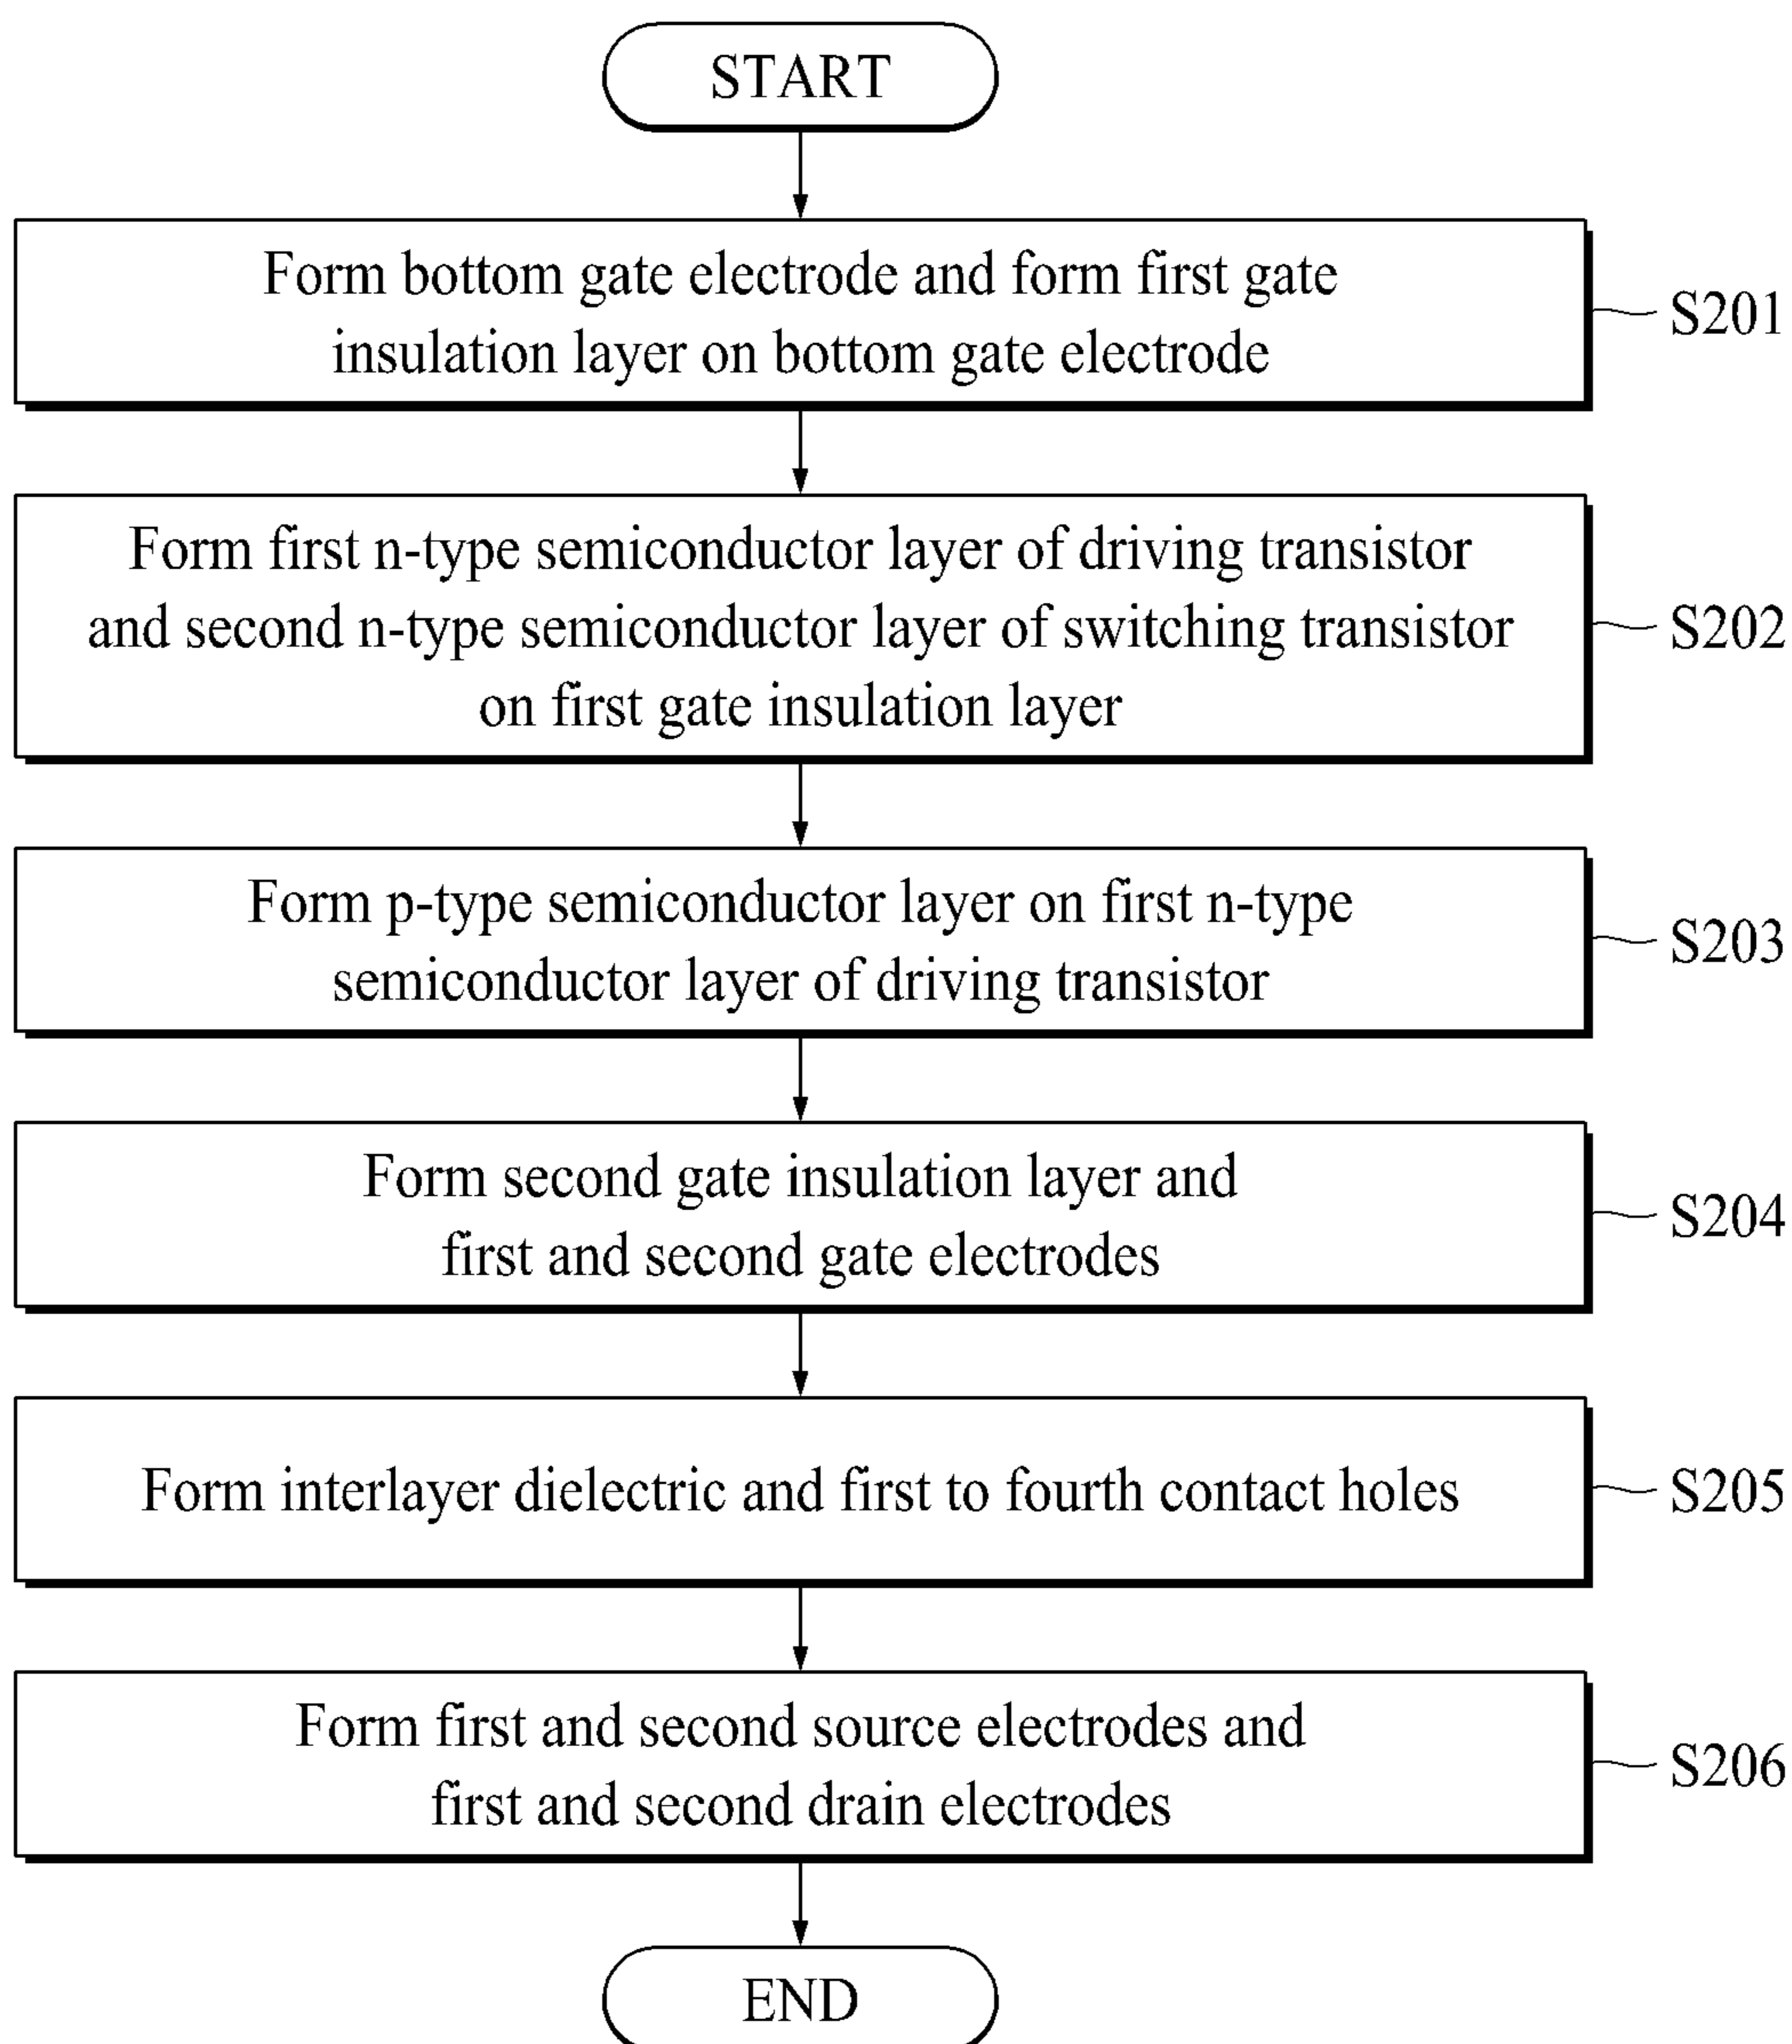 START
Form bottom gate electrode and form first gate
insulation layer on bottom gate electrode
S201
Form first n-type semiconductor layer of driving transistor
and second n-type semiconductor layer of switching transistor
on first gate insulation layer
S202
Form p-type semiconductor layer on first n-type
semiconductor layer of driving transistor
S203
Form second gate insulation layer and
first and second gate electrodes
S204
Form interlayer dielectric and first to fourth contact holes
S205
Form first and second source electrodes and
first and second drain electrodes
S206
END